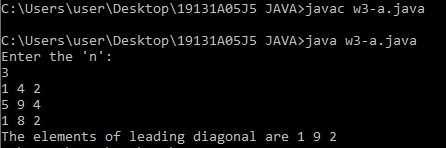 C:\Users\user\Desktop\19131A05J5 JAVA>javac w3-a.java
C:\Users\user\Desktop\19131A05J5 JAVA>java w3-a.java
Enter the 'n':
3
1 4 2
5 9 4
1 8 2
The elements of leading diagonal are 1 9 2